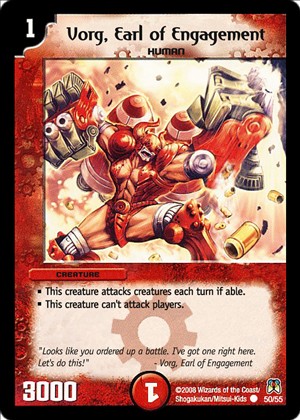 1
Vorg, Earl of Engagement
HUMAN
CREATURE
▪ This creature attacks creatures each turn if able.
▪ This creature can't attack players.
"Looks like you ordered up a battle. I've got one right here.
Let's do this!" - Vorg, Earl of Engagement
3000
1
©2008 Wizards of the Coast/
Shogakukan/Mitsui-Kids ● 50/55